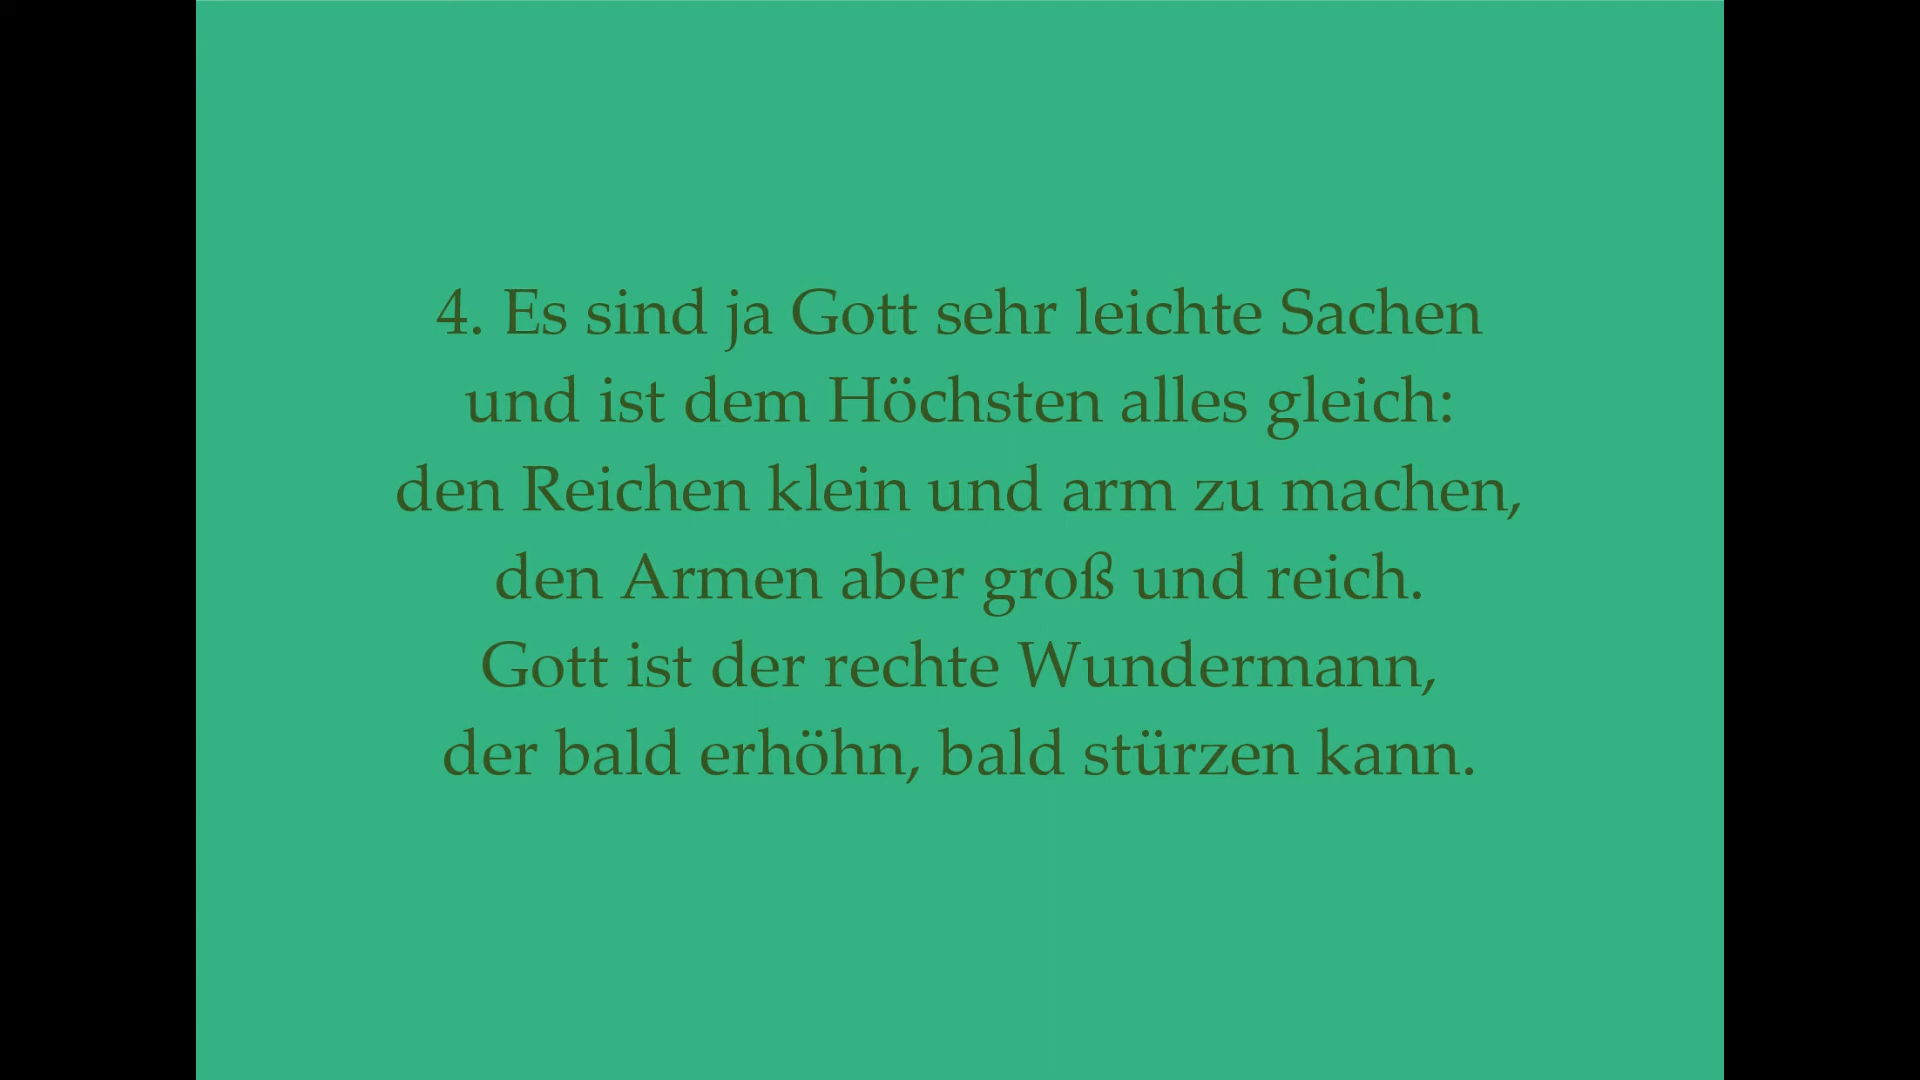 4. Es sind ja Gott sehr leichte Sachen
und ist dem Höchsten alles gleich:
den Reichen klein und arm zu machen,
den Armen aber groß und reich.
Gott ist der rechte Wundermann,
der bald erhöhn, bald stürzen kann.